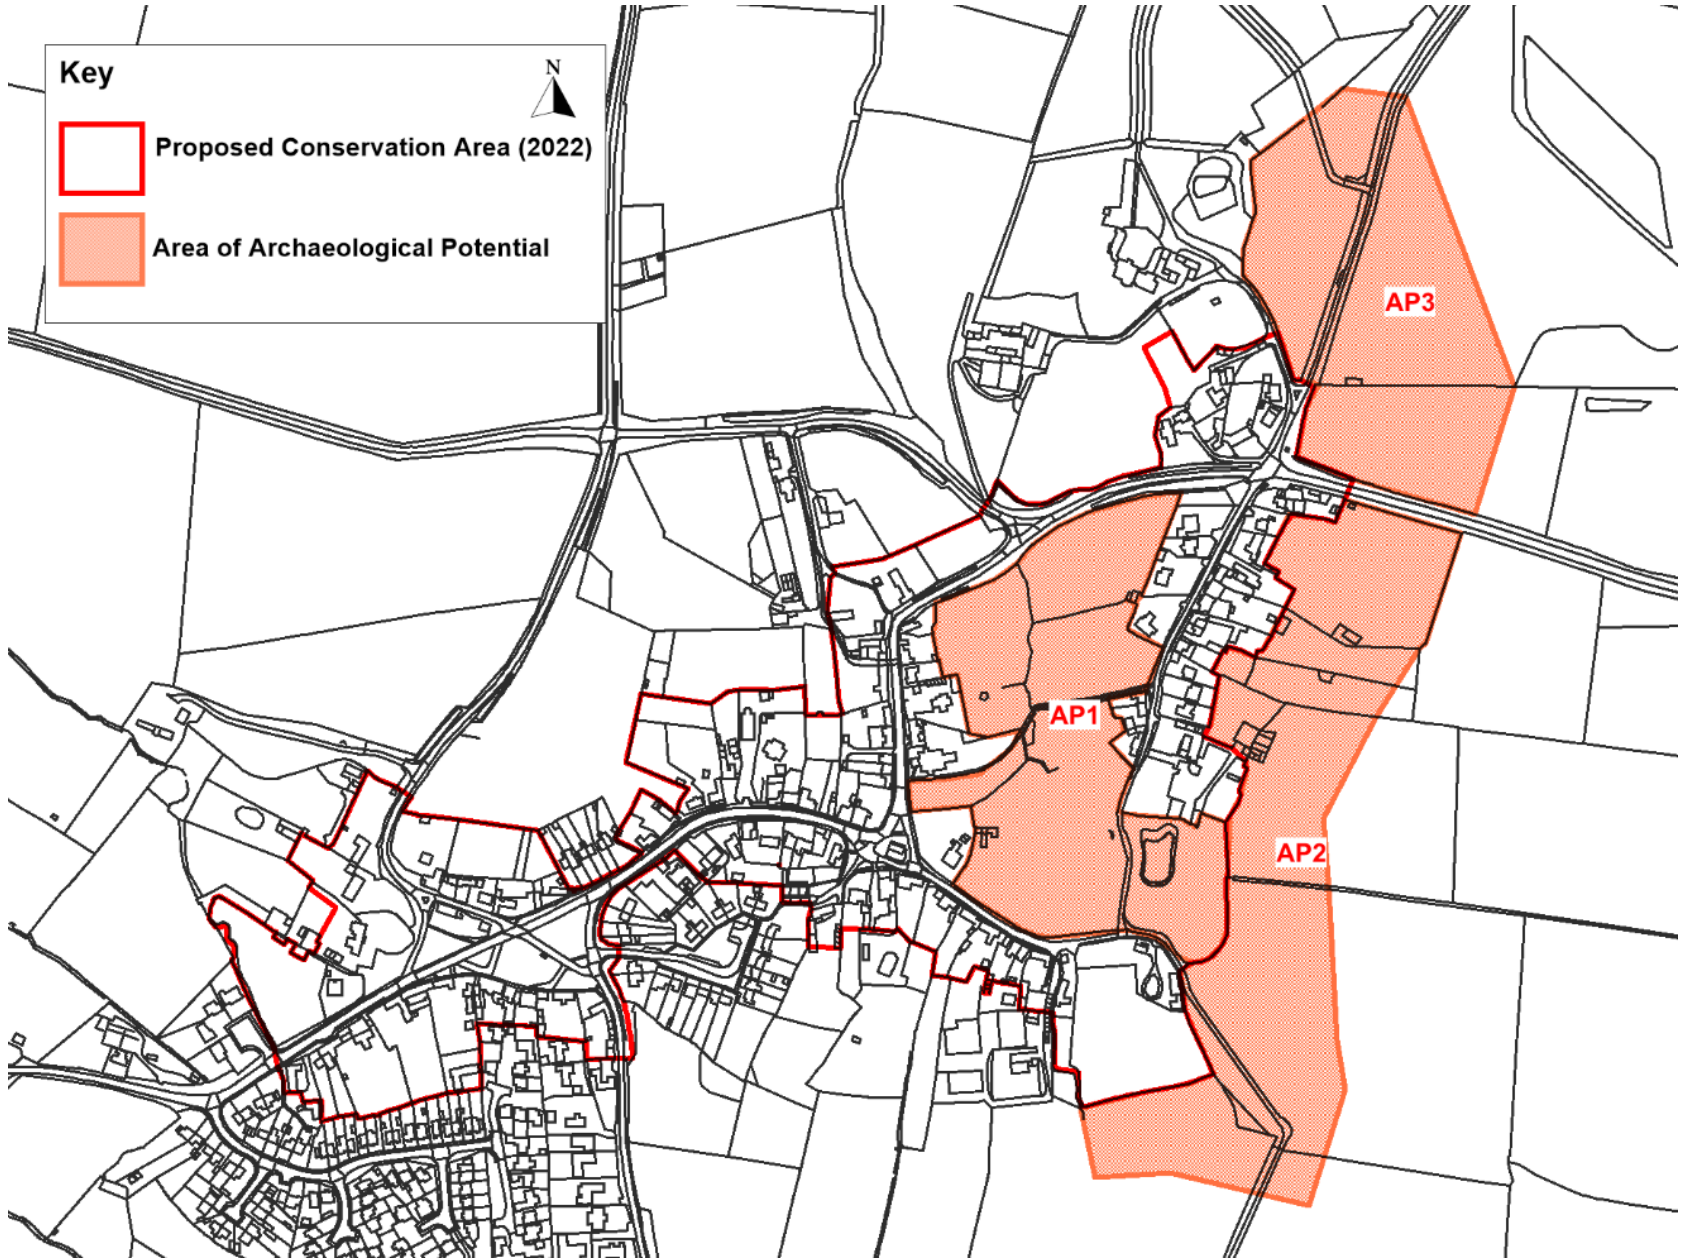 Key
N
Proposed Conservation Area (2022)
Area of Archaeological Potential
AP3
AP1
AP2